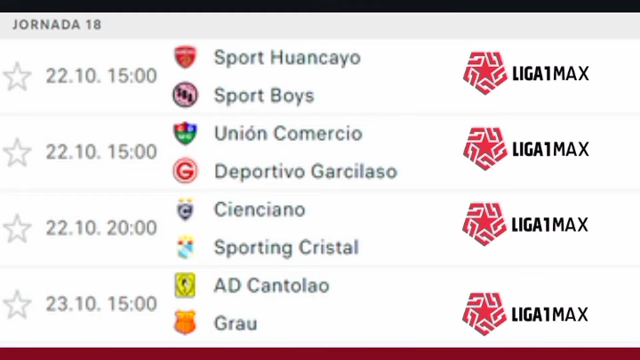 JORNADA 18
22.10. 15:00
Sport Huancayo
Sport Boys
LIGA1MAX
22.10. 15:00
Unión Comercio
Deportivo Garcilaso
LIGA1MAX
22.10. 20:00
Cienciano
Sporting Cristal
LIGA1MAX
23.10. 15:00
AD Cantolao
Grau
LIGA1MAX